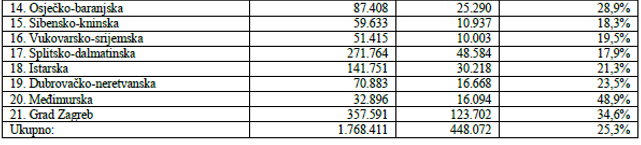 14. Osječko-baranjska 87.408 25.290 28,9%
15. Šibensko-kninska 59.633 10.937 18,3%
16. Vukovarsko-srijemska 51.415 10.003 19,5%
17. Splitsko-dalmatinska 271.764 48.584 17,9%
18. Istarska 141.751 30.218 21,3%
19. Dubrovačko-neretvanska 70.883 16.668 23,5%
20. Međimurska 32.896 16.094 48,9%
21. Grad Zagreb 357.591 123.702 34,6%
Ukupno: 1.768.411 448.072 25,3%